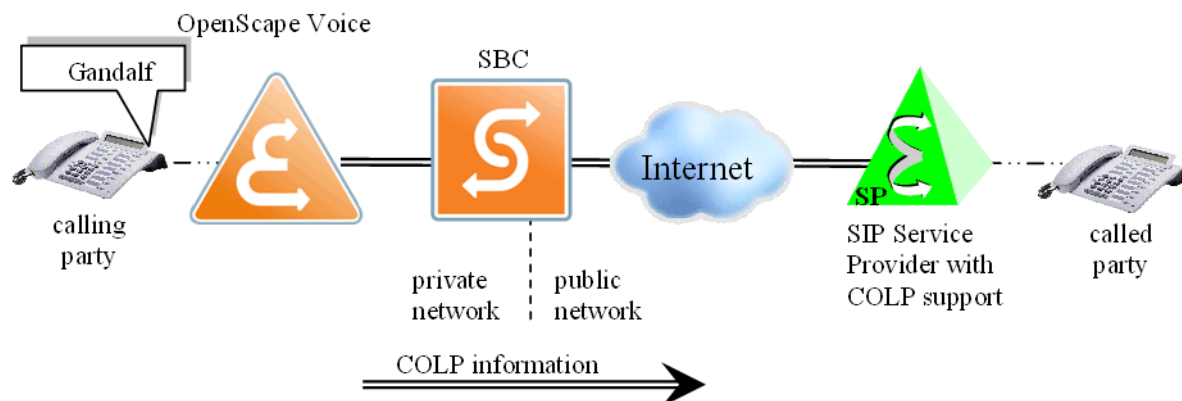 OpenScape Voice
Gandalf
SBC
Internet
SP
calling
party
SIP Service
Provider with
COLP support
called
party
private
network
public
network
COLP information